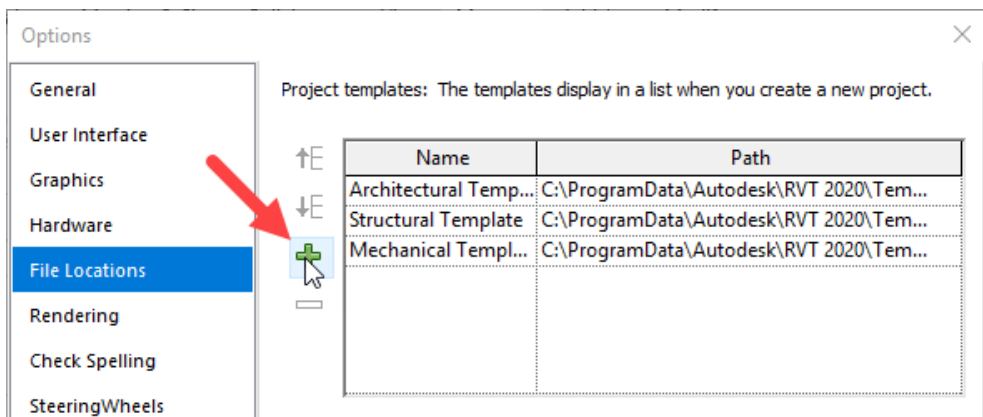 Options
General
User Interface
Graphics
Hardware
File Locations
Rendering
Check Spelling
SteeringWheels
Project templates: The templates display in a list when you create a new project.
Name Path
Architectural Temp... C:\ProgramData\Autodesk\RVT 2020\Tem...
Structural Template C:\ProgramData\Autodesk\RVT 2020\Tem...
Mechanical Templ... C:\ProgramData\Autodesk\RVT 2020\Tem...